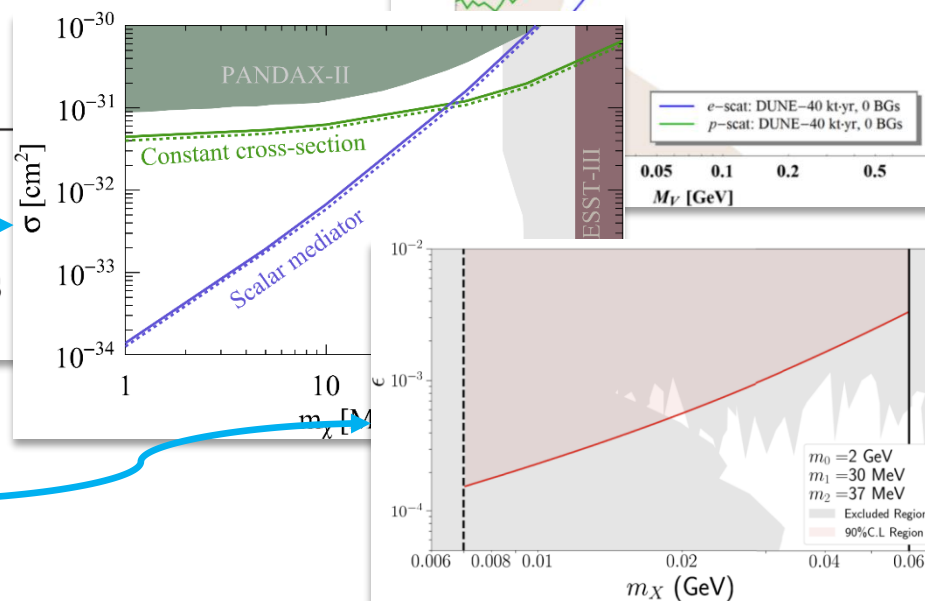 10^-30
PANDAX-II
10^-31
Constant cross-section
10^-32
σ [cm^2]
ESST-III
10^-33
Scalar mediator
10^-34
1
10
m_χ
e-scat: DUNE-40 kt·yr, 0 BGs
p-scat: DUNE-40 kt·yr, 0 BGs
0.05 0.1 0.2 0.5
M_V [GeV]
10^-2
10^-3
ϵ
10^-4
m_0 =2 GeV
m_1 =30 MeV
m_2 =37 MeV
Excluded Region
90%C.L Region
0.006 0.008 0.01 0.02 0.04 0.06
m_X (GeV)